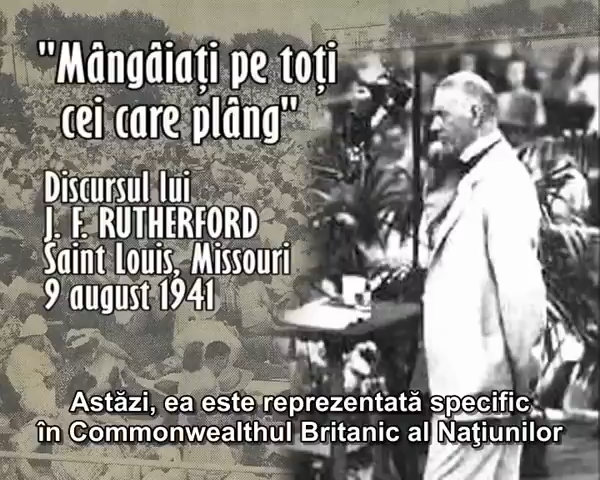 "Mângâiați pe toți
cei care plâng"
Discursul lui
J. F. RUTHERFORD
Saint Louis, Missouri
9 august 1941
Astăzi, ea este reprezentată specific
în Commonwealthul Britanic al Naţiunilor